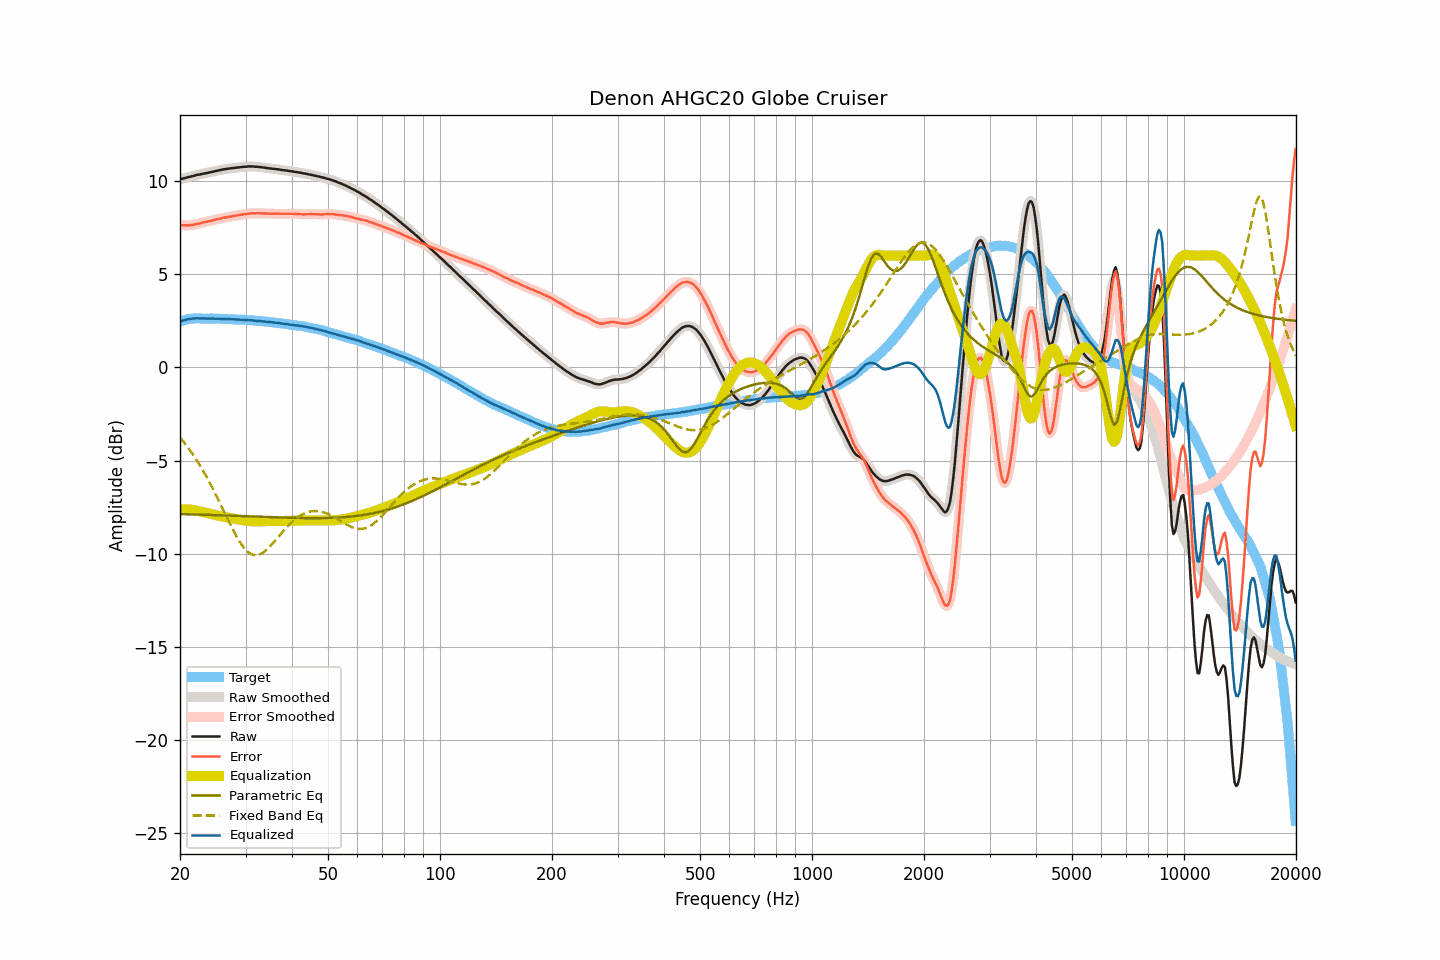 Denon AHGC20 Globe Cruiser
Amplitude (dBr)
10
5
0
−5
−10
−15
−20
−25
Target
Raw Smoothed
Error Smoothed
Raw
Error
Equalization
Parametric Eq
Fixed Band Eq
Equalized
20 50 100 200 500 1000 2000 5000 10000 20000
Frequency (Hz)